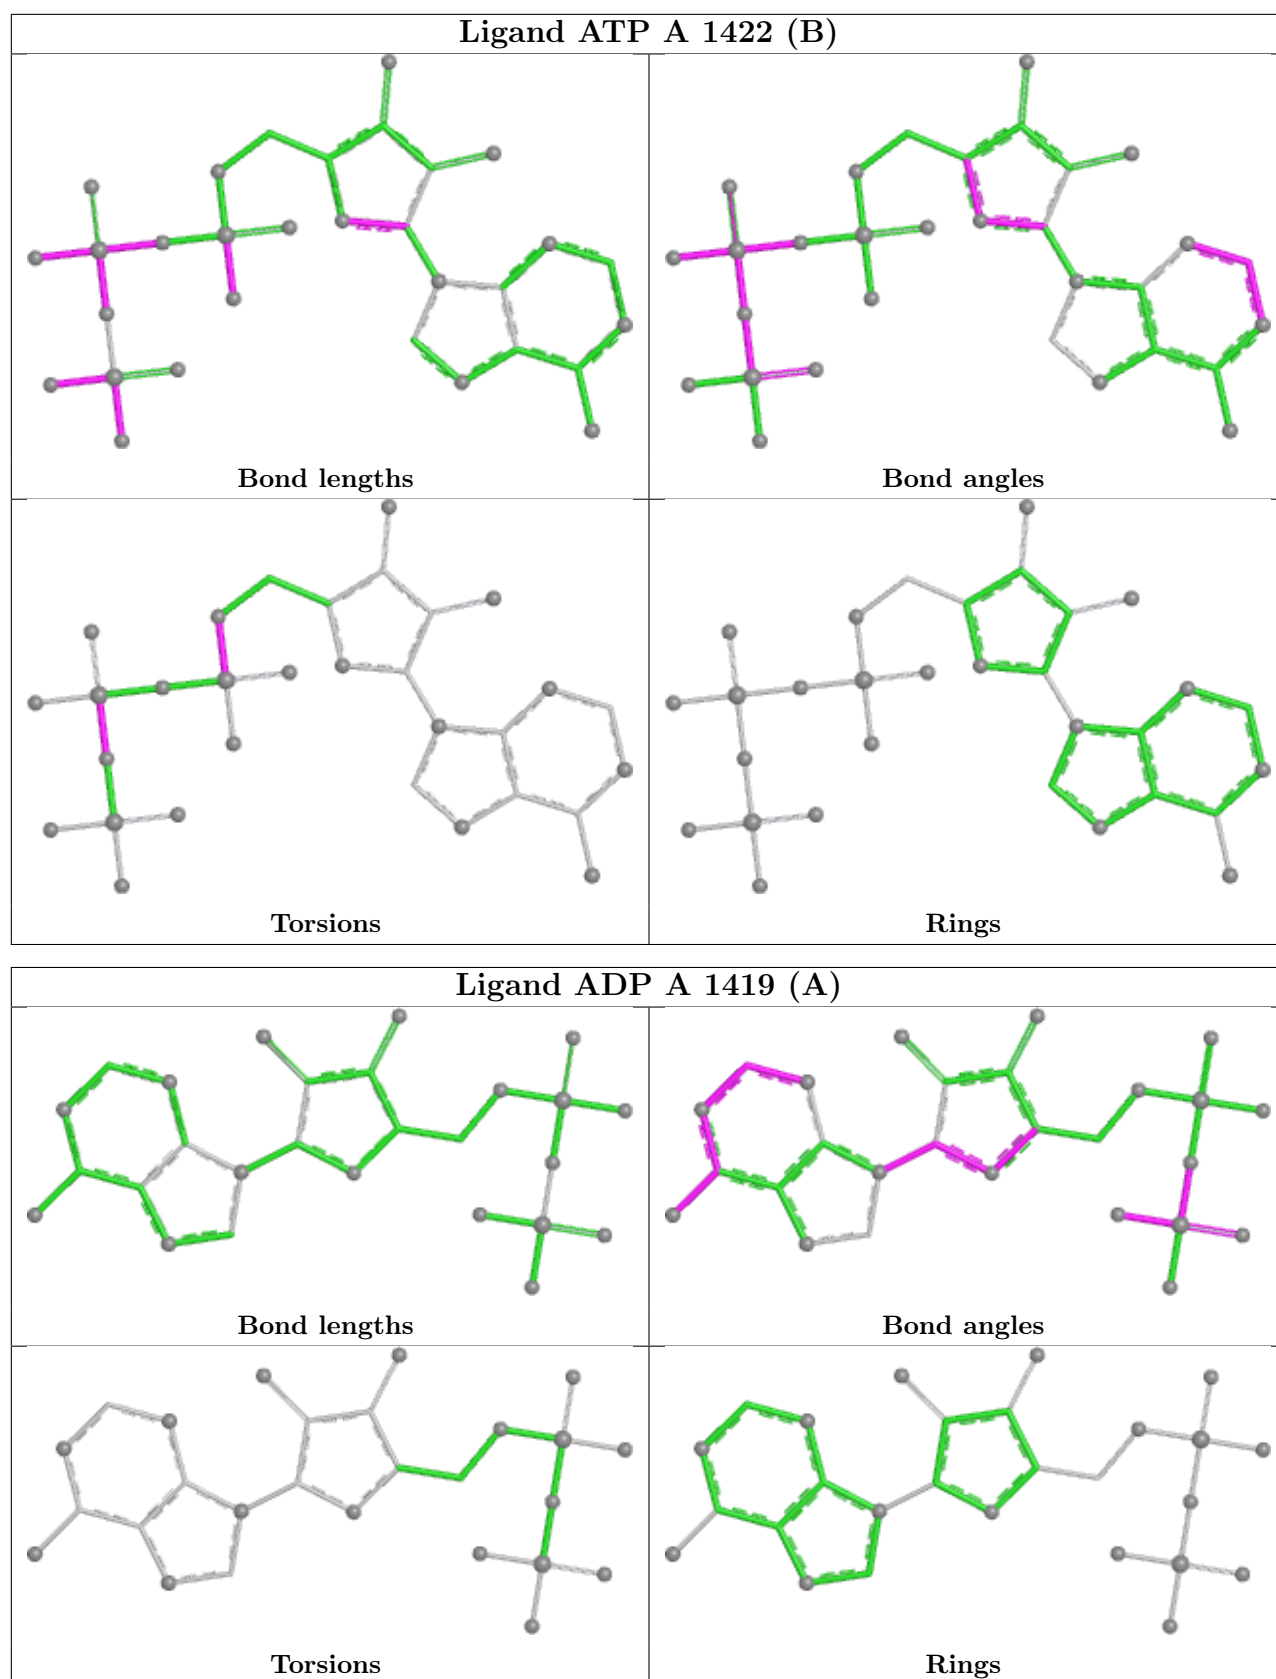 Ligand ATP A 1422 (B)
Bond lengths
Bond angles
Torsions
Rings
Ligand ADP A 1419 (A)
Bond lengths
Bond angles
Torsions
Rings